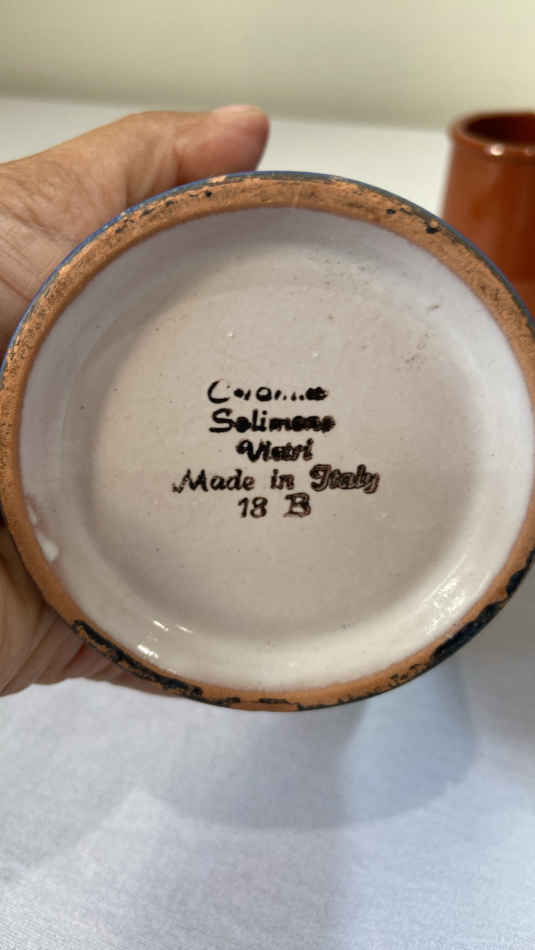 Solimene
Vietri
Made in Italy
18 B